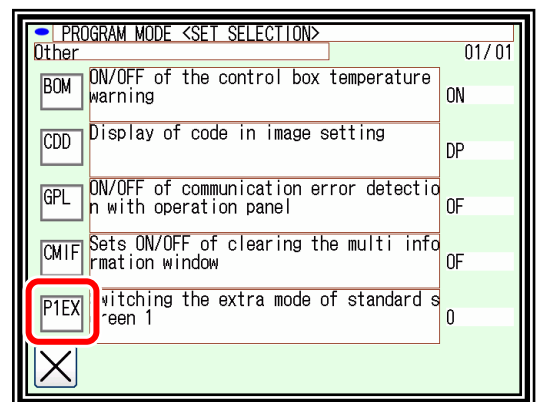 PROGRAM MODE <SET SELECTION>
Other 01/01
BOM ON/OFF of the control box temperature
warning ON
CDD Display of code in image setting
DP
GPL ON/OFF of communication error detectio
n with operation panel OF
CMIF Sets ON/OFF of clearing the multi info
rmation window OF
P1EX witching the extra mode of standard s
reen 1 0